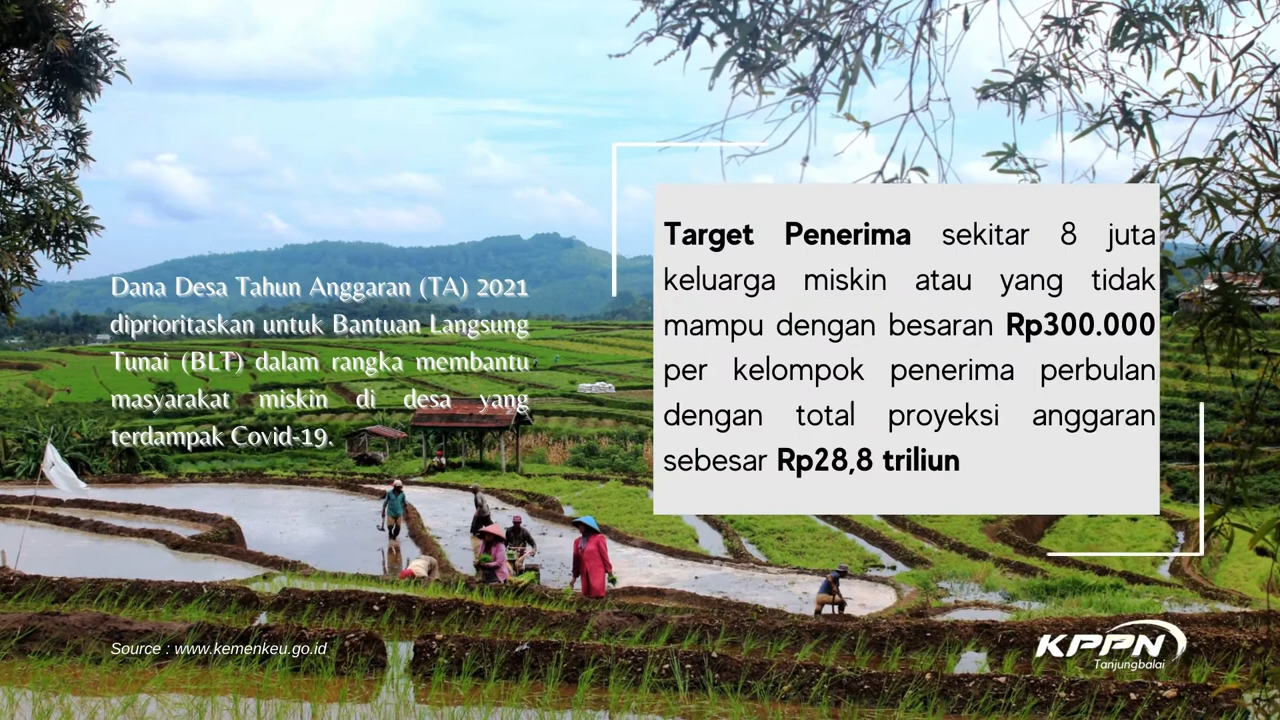 Dana Desa Tahun Anggaran (TA) 2021
diprioritaskan untuk Bantuan Langsung
Tunai (BLT) dalam rangka membantu
masyarakat miskin di desa yang
terdampak Covid-19.
Target Penerima sekitar 8 juta
keluarga miskin atau yang tidak
mampu dengan besaran Rp300.000
per kelompok penerima perbulan
dengan total proyeksi anggaran
sebesar Rp28,8 triliun
Source : www.kemenkeu.go.id
KPPN
Tanjungbalai